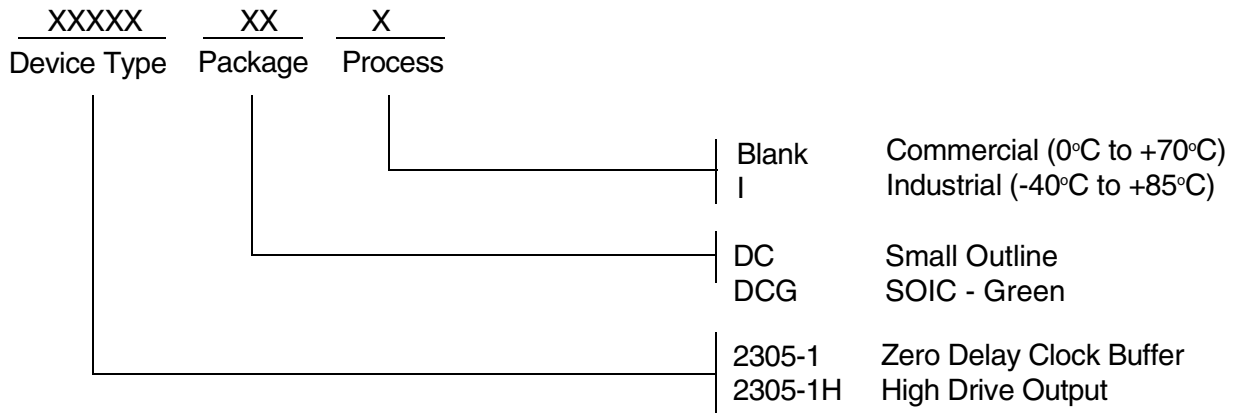 XXXXX XX X
Device Type Package Process
Blank Commercial (0°C to +70°C)
I Industrial (-40°C to +85°C)
DC Small Outline
DCG SOIC - Green
2305-1 Zero Delay Clock Buffer
2305-1H High Drive Output